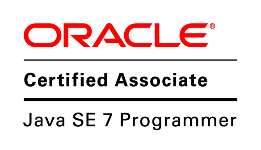 ORACLE®
Certified Associate
Java SE 7 Programmer